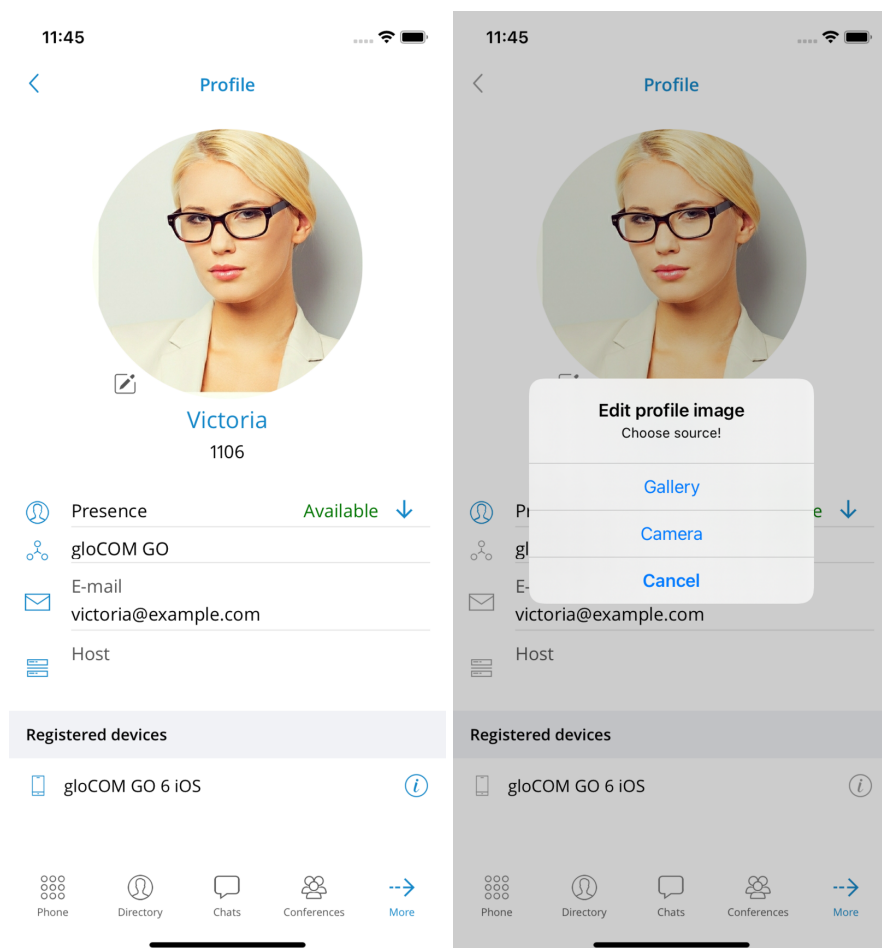 11:45
Profile
Victoria
1106
Presence Available
gloCOM GO
E-mail
victoria@example.com
Host
Registered devices
gloCOM GO 6 iOS
i
Phone Directory Chats Conferences More
11:45
Profile
Edit profile image
Choose source!
Gallery
Camera
Cancel
victoria@example.com
Host
Registered devices
gloCOM GO 6 iOS
i
Phone Directory Chats Conferences More